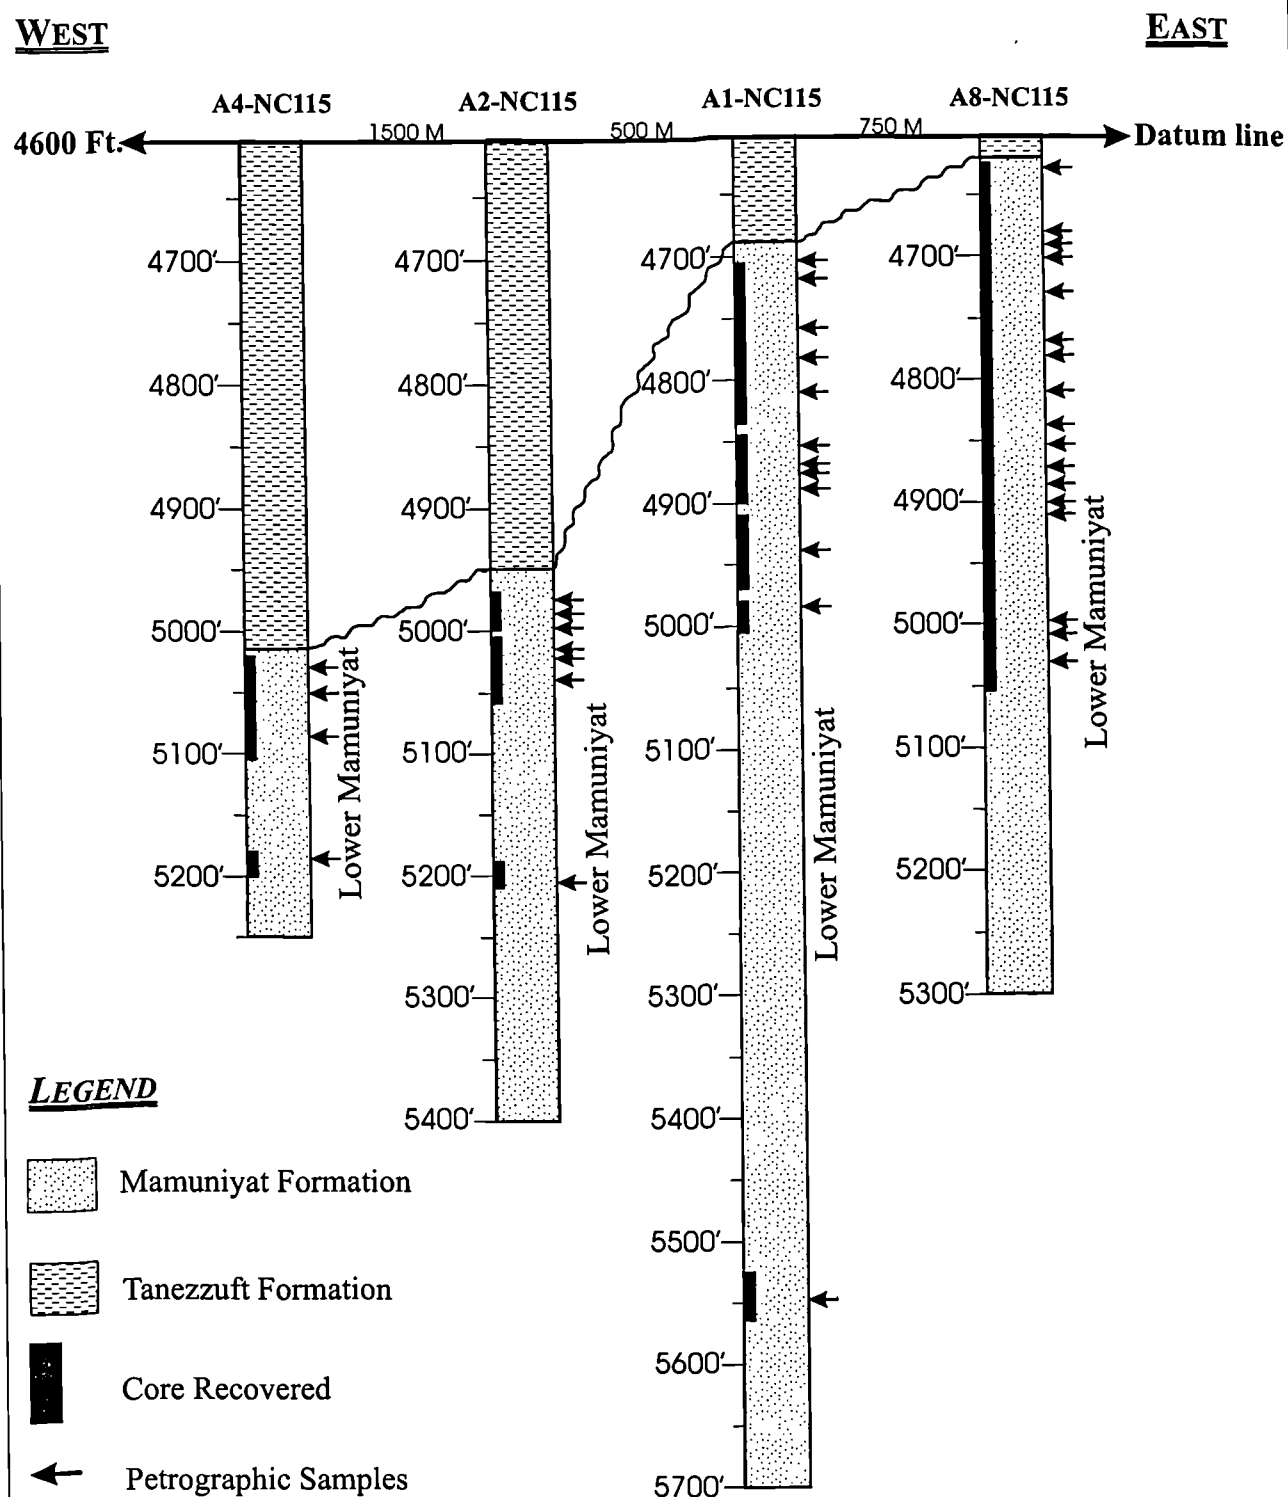 WEST
EAST
A4-NC115
A2-NC115
A1-NC115
A8-NC115
4600 Ft.
1500 M
500 M
750 M
Datum line
4700'
4800'
4900'
5000'
5100'
5200'
Lower Mamuniyat
4700'
4800'
4900'
5000'
5100'
5200'
5300'
5400'
Lower Mamuniyat
4700'
4800'
4900'
5000'
5100'
5200'
5300'
5400'
5500'
5600'
5700'
Lower Mamuniyat
4700'
4800'
4900'
5000'
5100'
5200'
5300'
Lower Mamuniyat
LEGEND
Mamuniyat Formation
Tanezzuft Formation
Core Recovered
Petrographic Samples